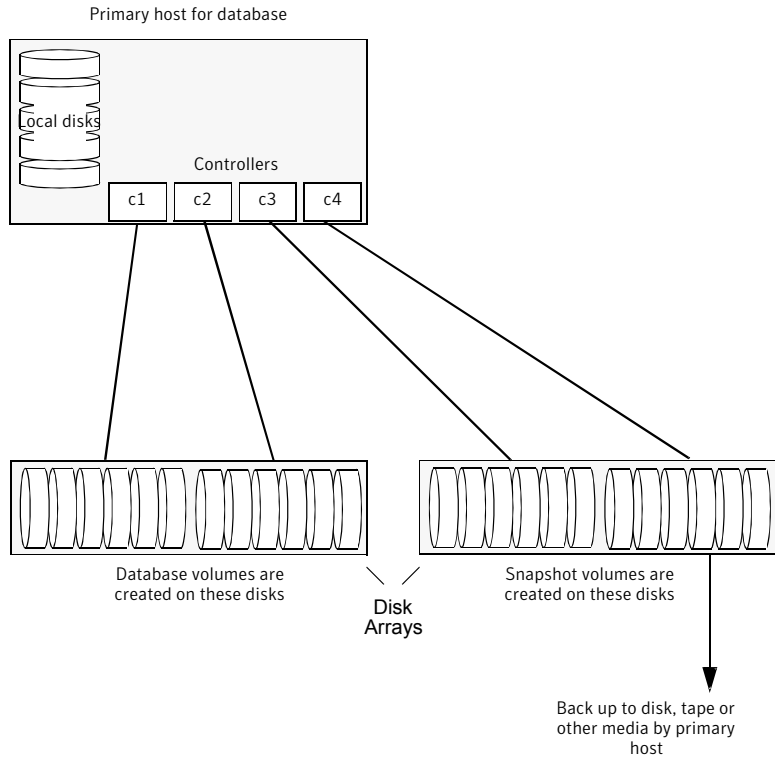 Primary host for database
Local disks
Controllers
c1 c2 c3 c4
Database volumes are
created on these disks
Snapshot volumes are
created on these disks
Disk
Arrays
Back up to disk, tape or
other media by primary
host